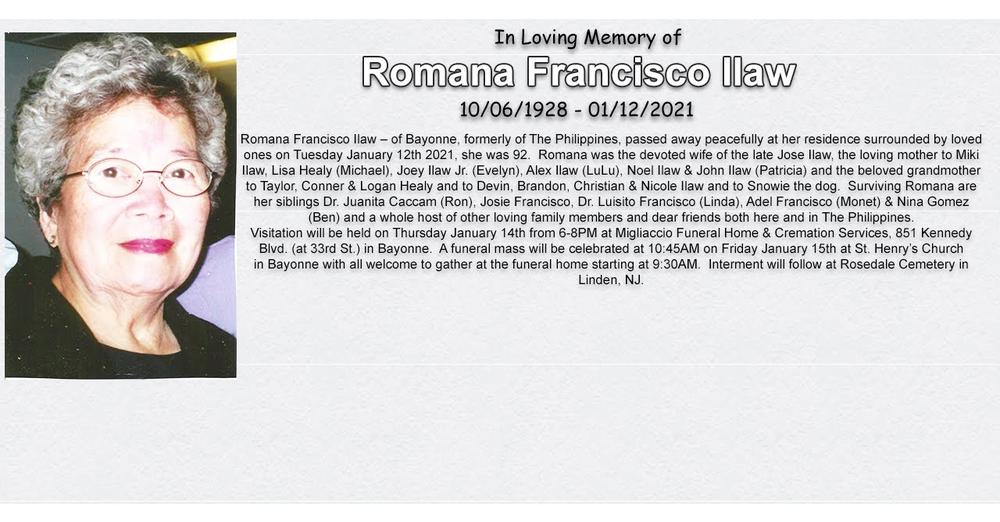 In Loving Memory of
Romana Francisco Ilaw
10/06/1928 - 01/12/2021
Romana Francisco Ilaw – of Bayonne, formerly of The Philippines, passed away peacefully at her residence surrounded by loved
ones on Tuesday January 12th 2021, she was 92.  Romana was the devoted wife of the late Jose Ilaw, the loving mother to Miki
Ilaw, Lisa Healy (Michael), Joey Ilaw Jr. (Evelyn), Alex Ilaw (LuLu), Noel Ilaw & John Ilaw (Patricia) and the beloved grandmother
to Taylor, Conner & Logan Healy and to Devin, Brandon, Christian & Nicole Ilaw and to Snowie the dog.  Surviving Romana are
her siblings Dr. Juanita Caccam (Ron), Josie Francisco, Dr. Luisito Francisco (Linda), Adel Francisco (Monet) & Nina Gomez
(Ben) and a whole host of other loving family members and dear friends both here and in The Philippines.
Visitation will be held on Thursday January 14th from 6-8PM at Migliaccio Funeral Home & Cremation Services, 851 Kennedy
Blvd. (at 33rd St.) in Bayonne.  A funeral mass will be celebrated at 10:45AM on Friday January 15th at St. Henry's Church
in Bayonne with all welcome to gather at the funeral home starting at 9:30AM.  Interment will follow at Rosedale Cemetery in
Linden, NJ.